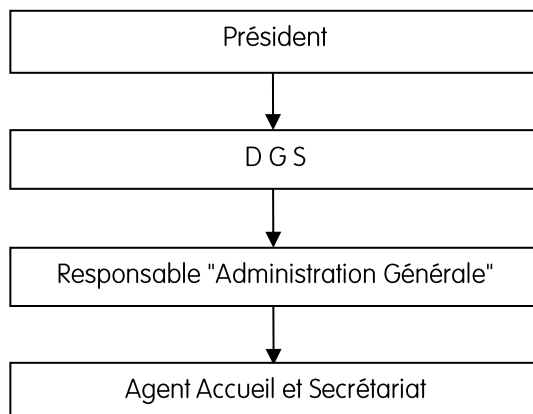 Président
D G S
Responsable "Administration Générale"
Agent Accueil et Secrétariat